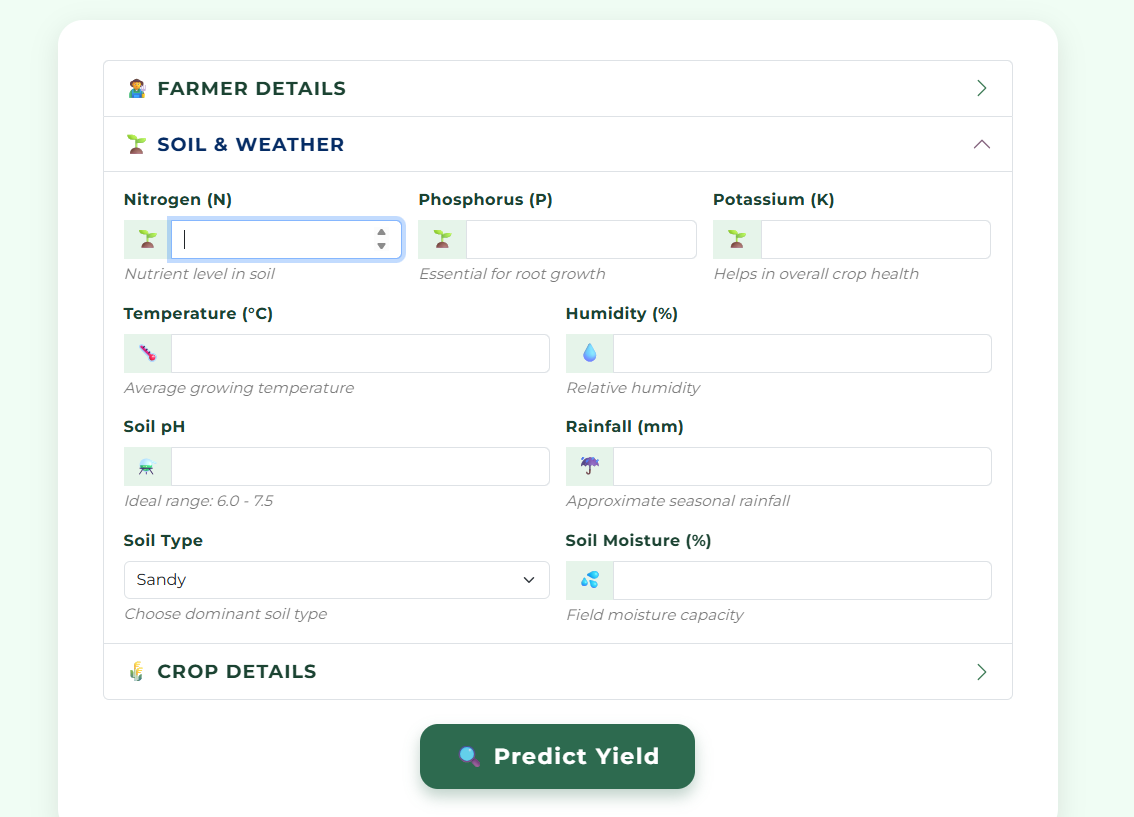 FARMER DETAILS
SOIL & WEATHER
Nitrogen (N) Phosphorus (P) Potassium (K)
Nutrient level in soil Essential for root growth Helps in overall crop health
Temperature (°C) Humidity (%)
Average growing temperature Relative humidity
Soil pH Rainfall (mm)
Ideal range: 6.0 - 7.5 Approximate seasonal rainfall
Soil Type Soil Moisture (%)
Sandy
Choose dominant soil type Field moisture capacity
CROP DETAILS
Predict Yield